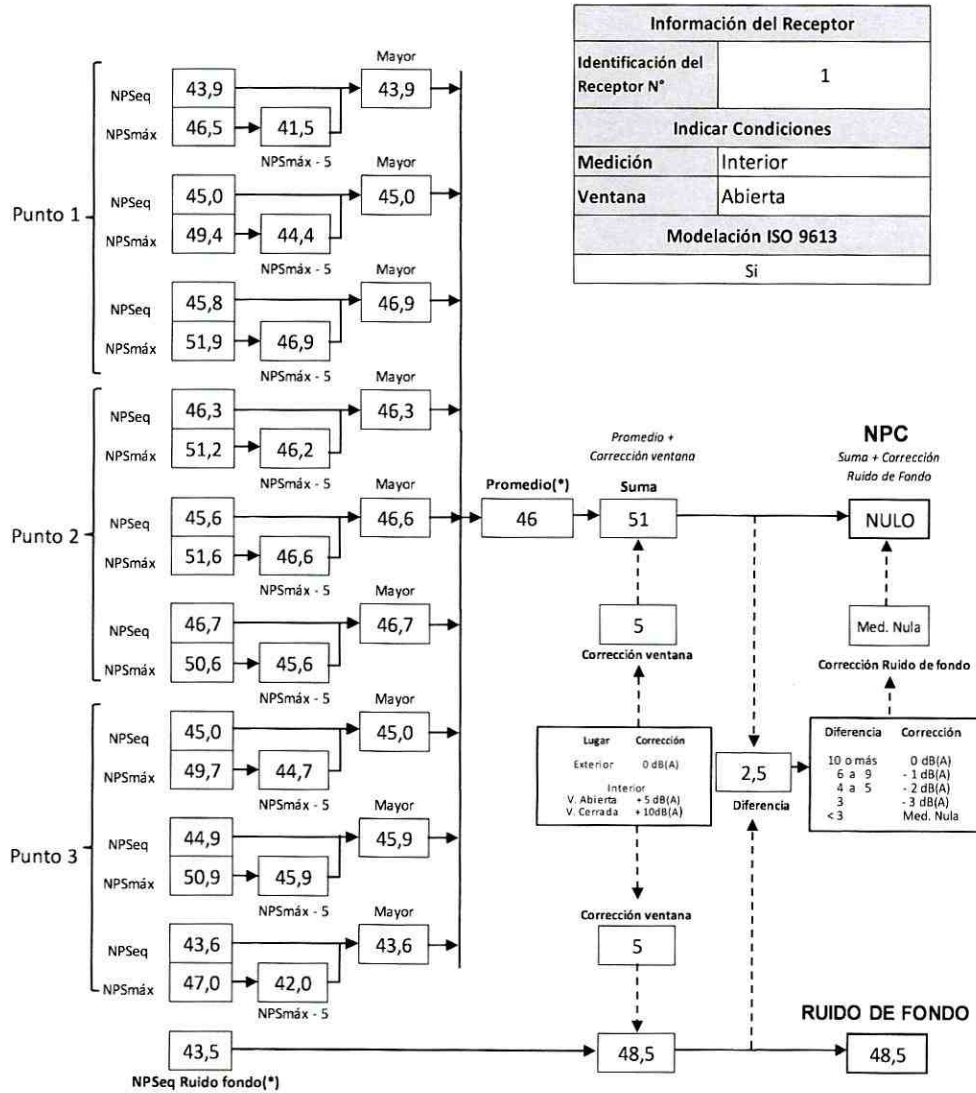 Información del Receptor
Identificación del Receptor N° 1
Indicar Condiciones
Medición Interior
Ventana Abierta
Modelación ISO 9613
Si
Punto 1
Mayor
NPSeq 43,9 43,9
NPSmáx 46,5 41,5
NPSmáx - 5
Mayor
NPSeq 45,0 45,0
NPSmáx 49,4 44,4
NPSmáx - 5
Mayor
NPSeq 45,8 46,9
NPSmáx 51,9 46,9
NPSmáx - 5
Punto 2
Mayor
NPSeq 46,3 46,3
NPSmáx 51,2 46,2
NPSmáx - 5
Mayor
NPSeq 45,6 46,6
NPSmáx 51,6 46,6
NPSmáx - 5
Mayor
NPSeq 46,7 46,7
NPSmáx 50,6 45,6
NPSmáx - 5
Punto 3
Mayor
NPSeq 45,0 45,0
NPSmáx 49,7 44,7
NPSmáx - 5
Mayor
NPSeq 44,9 45,9
NPSmáx 50,9 45,9
NPSmáx - 5
Mayor
NPSeq 43,6 43,6
NPSmáx 47,0 42,0
NPSmáx - 5
43,5
NPSeq Ruido fondo(*)
Promedio(*)
46
Promedio +
Corrección ventana
Suma
51
5
Corrección ventana
Lugar Corrección
Exterior 0 dB(A)
Interior
V. Abierta + 5 dB(A)
V. Cerrada + 10dB(A)
Corrección ventana
5
48,5
2,5
Diferencia
NPC
Suma + Corrección
Ruido de Fondo
NULO
Med. Nula
Corrección Ruido de fondo
Diferencia Corrección
10 o más 0 dB(A)
6 a 9 - 1 dB(A)
4 a 5 - 2 dB(A)
3 - 3 dB(A)
< 3 Med. Nula
RUIDO DE FONDO
48,5